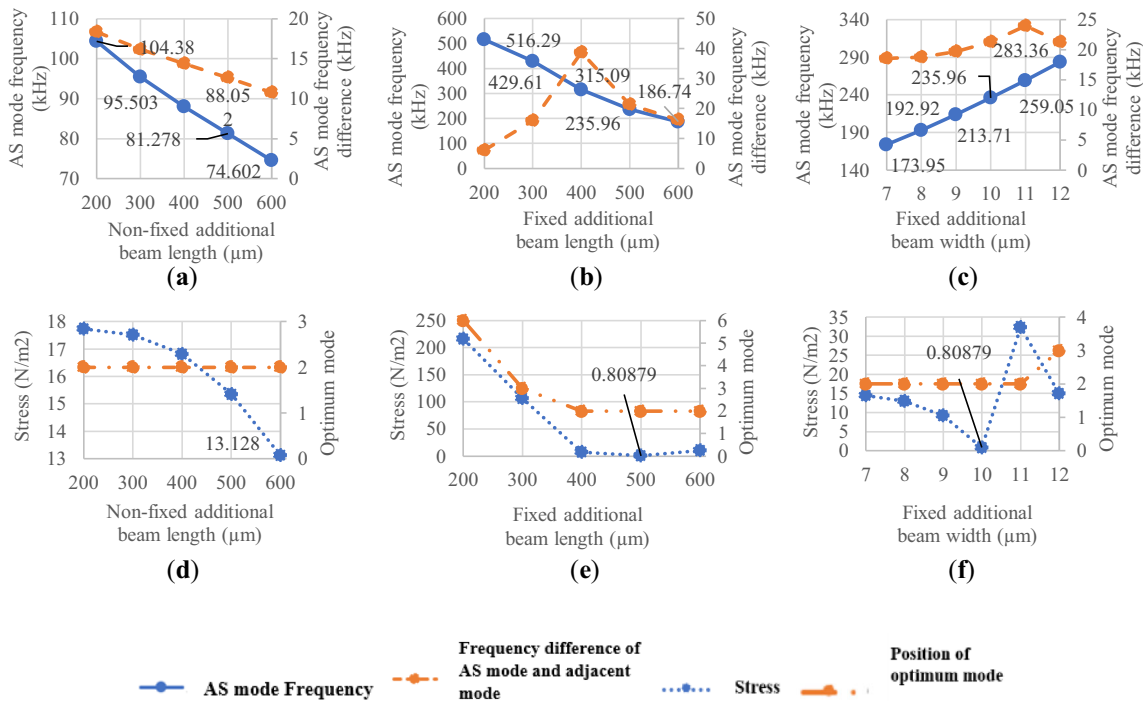 AS mode frequency
(kHz)
110
100
90
80
70
104.38
95.503
88.05
2
81.278
74.602
20
15
10
5
0
AS mode frequency
difference (kHz)
200 300 400 500 600
Non-fixed additional
beam length (µm)
(a)
AS mode frequency
(kHz)
600
500
400
300
200
100
0
516.29
429.61
315.09
235.96
186.74
50
40
30
20
10
0
AS mode frequency
difference (kHz)
200 300 400 500 600
Fixed additional
beam length (µm)
(b)
AS mode frequency
(kHz)
340
290
240
190
140
283.36
235.96
259.05
192.92
213.71
173.95
25
20
15
10
5
0
AS mode frequency
difference (kHz)
7 8 9 10 11 12
Fixed additional
beam width (µm)
(c)
Stress (N/m2)
18
17
16
15
14
13
13.128
3
2
1
0
Optimum mode
200 300 400 500 600
Non-fixed additional
beam length (µm)
(d)
Stress (N/m2)
250
200
150
100
50
0
0.80879
6
5
4
3
2
1
0
Optimum mode
200 300 400 500 600
Fixed additional
beam length (µm)
(e)
Stress (N/m2)
35
30
25
20
15
10
5
0
0.80879
4
3
2
1
0
Optimum mode
7 8 9 10 11 12
Fixed additional
beam width (µm)
(f)
AS mode Frequency
Frequency difference of
AS mode and adjacent
mode
Stress
Position of
optimum mode